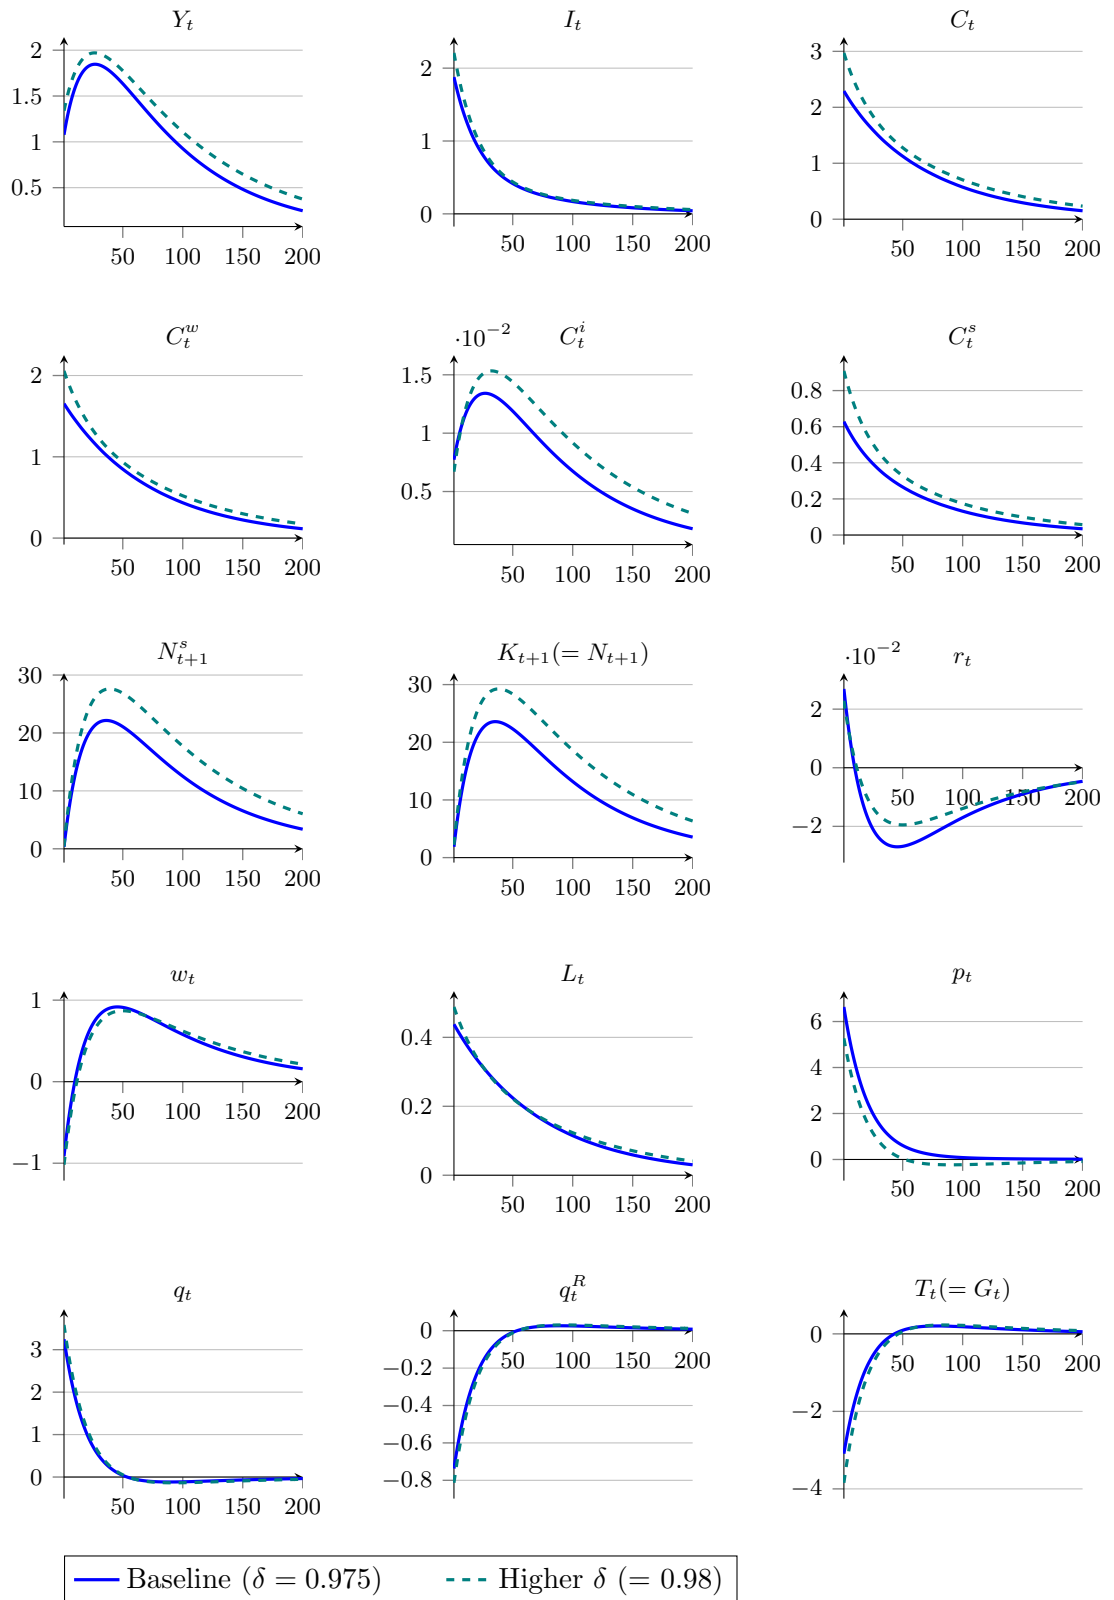 Y_t I_t C_t
2 1.5 1 0.5 50 100 150 200
2 1 0 50 100 150 200
3 2 1 0 50 100 150 200
C_t^w ·10^{−2} C_t^i C_t^s
2 1 0 50 100 150 200
1.5 1 0.5 50 100 150 200
0.8 0.6 0.4 0.2 0 50 100 150 200
N_{t+1}^s K_{t+1}(= N_{t+1}) ·10^{−2} r_t
30 20 10 0 50 100 150 200
30 20 10 0 50 100 150 200
2 0 −2 50 100 150 200
w_t L_t p_t
1 0 −1 50 100 150 200
0.4 0.2 0 50 100 150 200
6 4 2 0 50 100 150 200
q_t q_t^R T_t(= G_t)
3 2 1 0 50 100 150 200
0 −0.2 −0.4 −0.6 −0.8 50 100 150 200
0 −2 −4 50 100 150 200
Baseline (δ = 0.975) Higher δ (= 0.98)